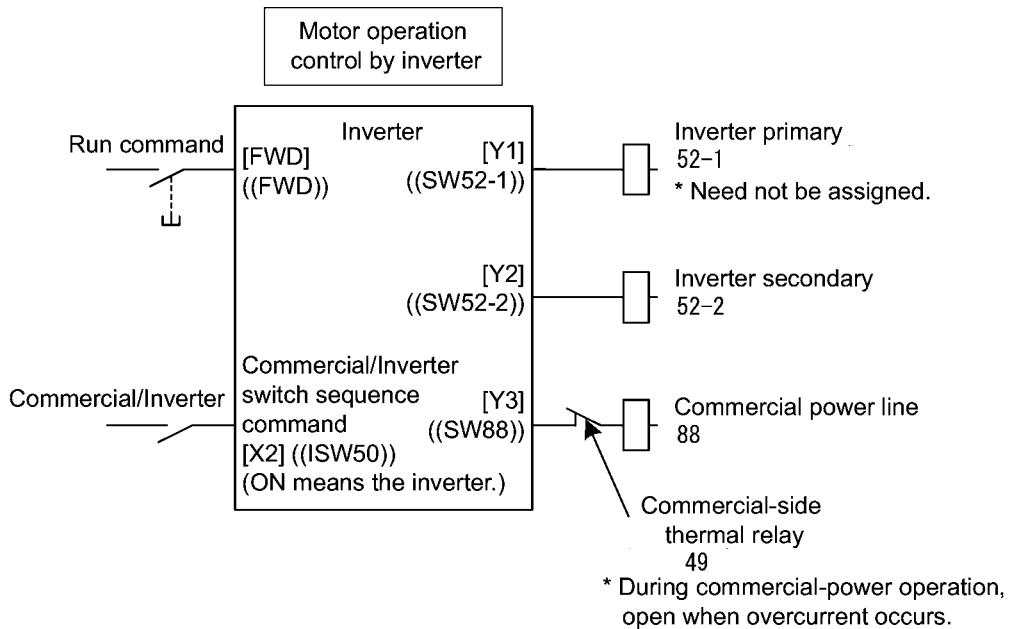 Motor operation
control by inverter
Run command
[FWD]
((FWD))
Inverter
[Y1]
((SW52-1))
Inverter primary
52-1
* Need not be assigned.
[Y2]
((SW52-2))
Inverter secondary
52-2
Commercial/Inverter
Commercial/Inverter
switch sequence
command
[X2] ((ISW50))
(ON means the inverter.)
[Y3]
((SW88))
Commercial power line
88
Commercial-side
thermal relay
49
* During commercial-power operation,
open when overcurrent occurs.